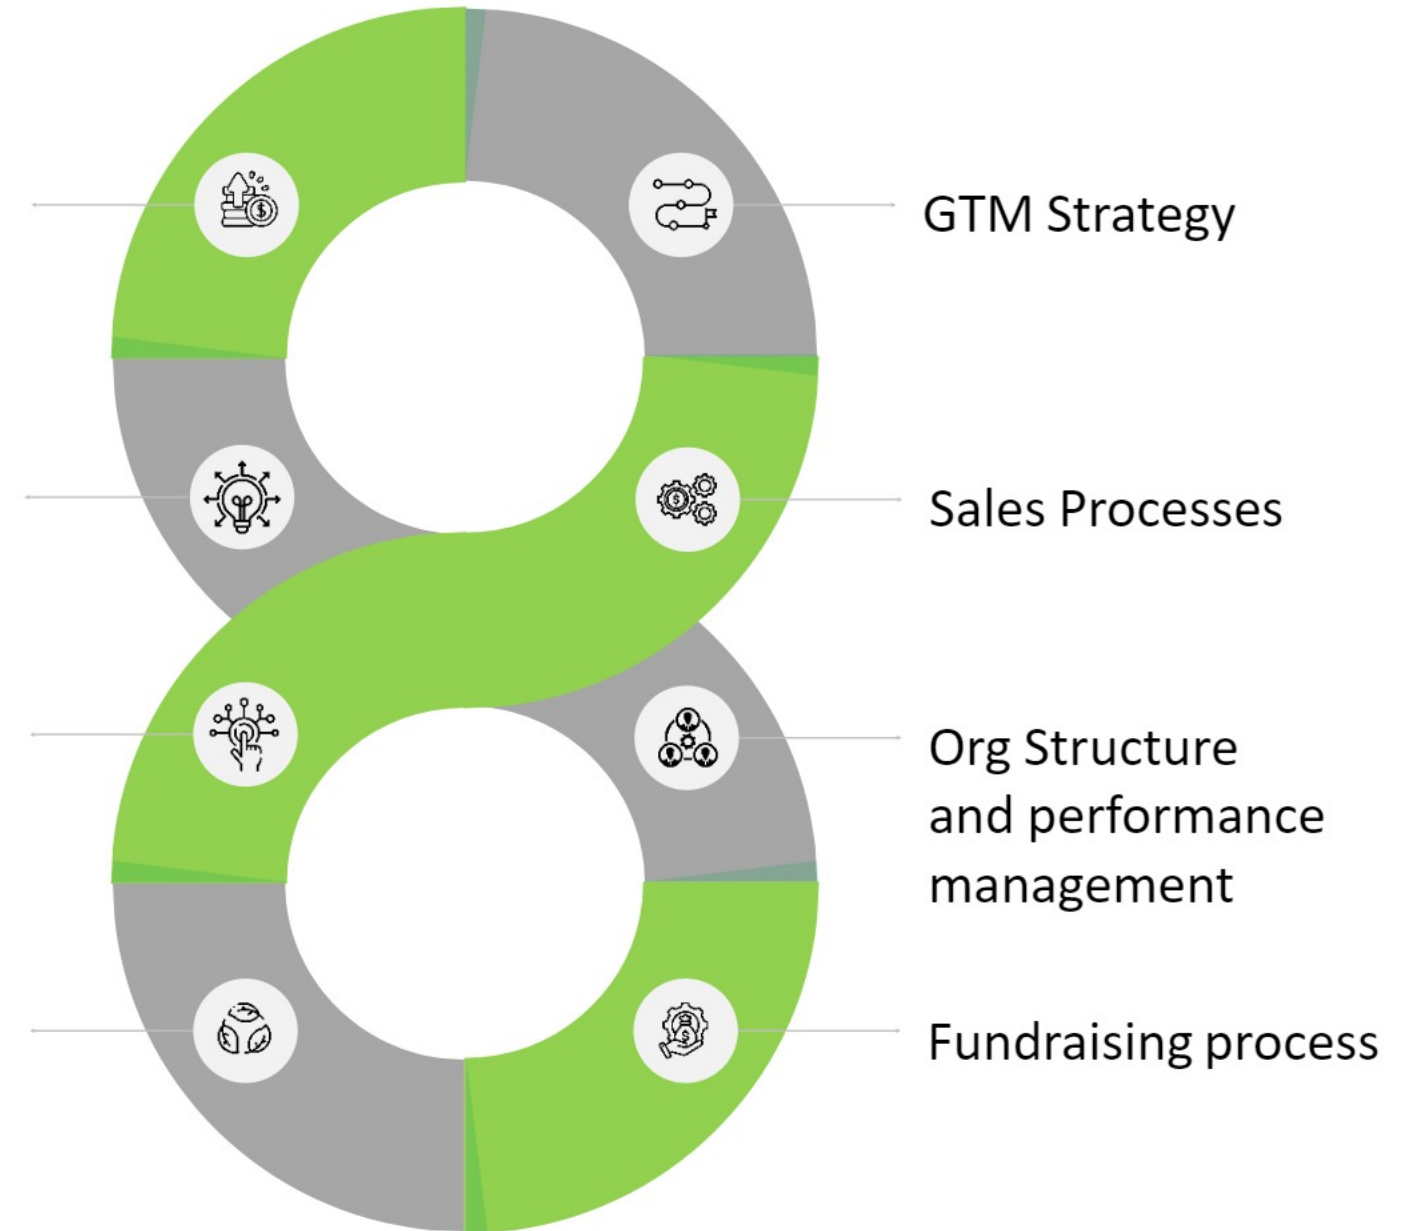 GTM Strategy
Sales Processes
Org Structure
and performance
management
Fundraising process